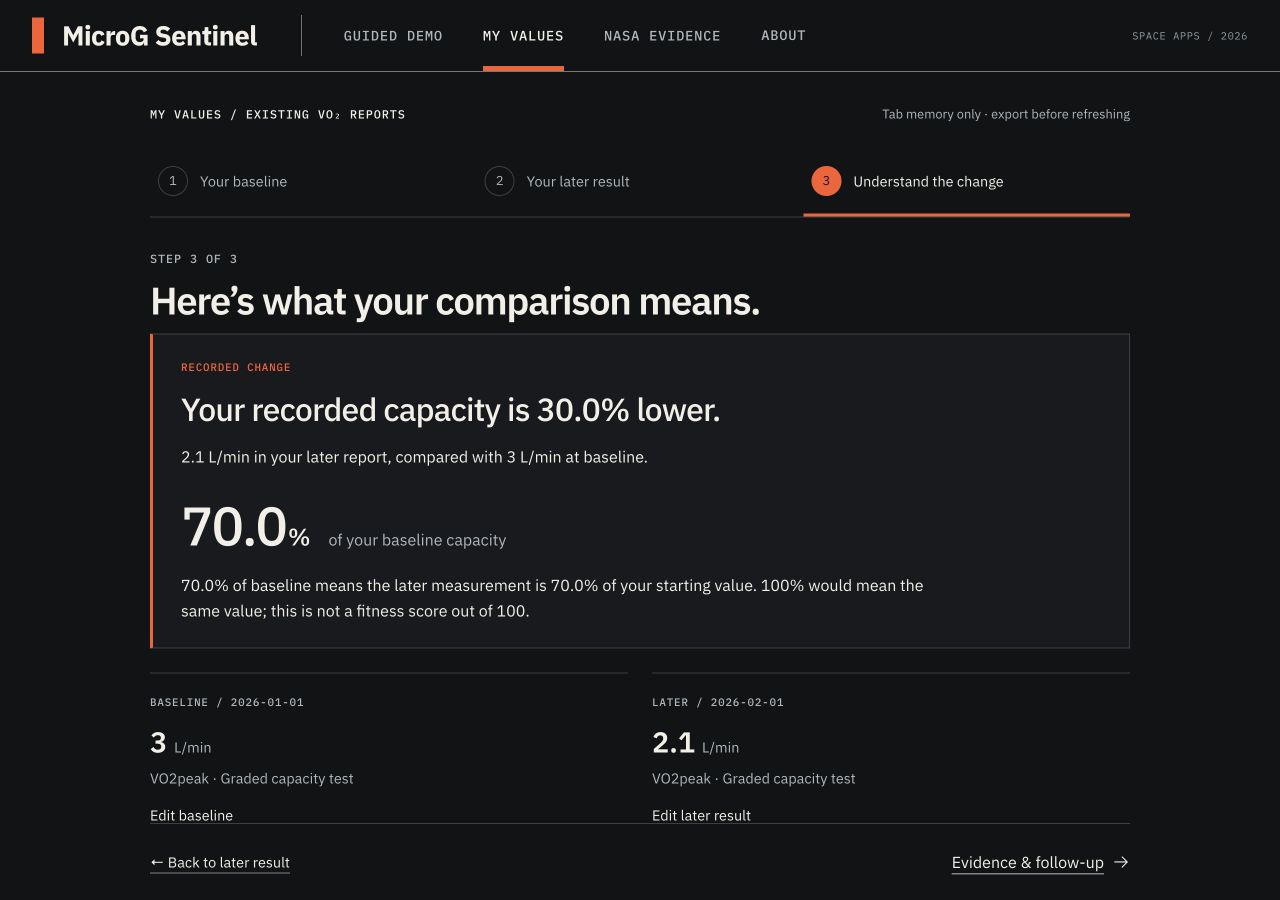 MicroG Sentinel
GUIDED DEMO
MY VALUES
NASA EVIDENCE
ABOUT
SPACE APPS / 2026
MY VALUES / EXISTING VO₂ REPORTS
Tab memory only · export before refreshing
1 Your baseline
2 Your later result
3 Understand the change
STEP 3 OF 3
Here’s what your comparison means.
RECORDED CHANGE
Your recorded capacity is 30.0% lower.
2.1 L/min in your later report, compared with 3 L/min at baseline.
70.0% of your baseline capacity
70.0% of baseline means the later measurement is 70.0% of your starting value. 100% would mean the
same value; this is not a fitness score out of 100.
BASELINE / 2026-01-01
3 L/min
VO2peak · Graded capacity test
Edit baseline
LATER / 2026-02-01
2.1 L/min
VO2peak · Graded capacity test
Edit later result
← Back to later result
Evidence & follow-up →